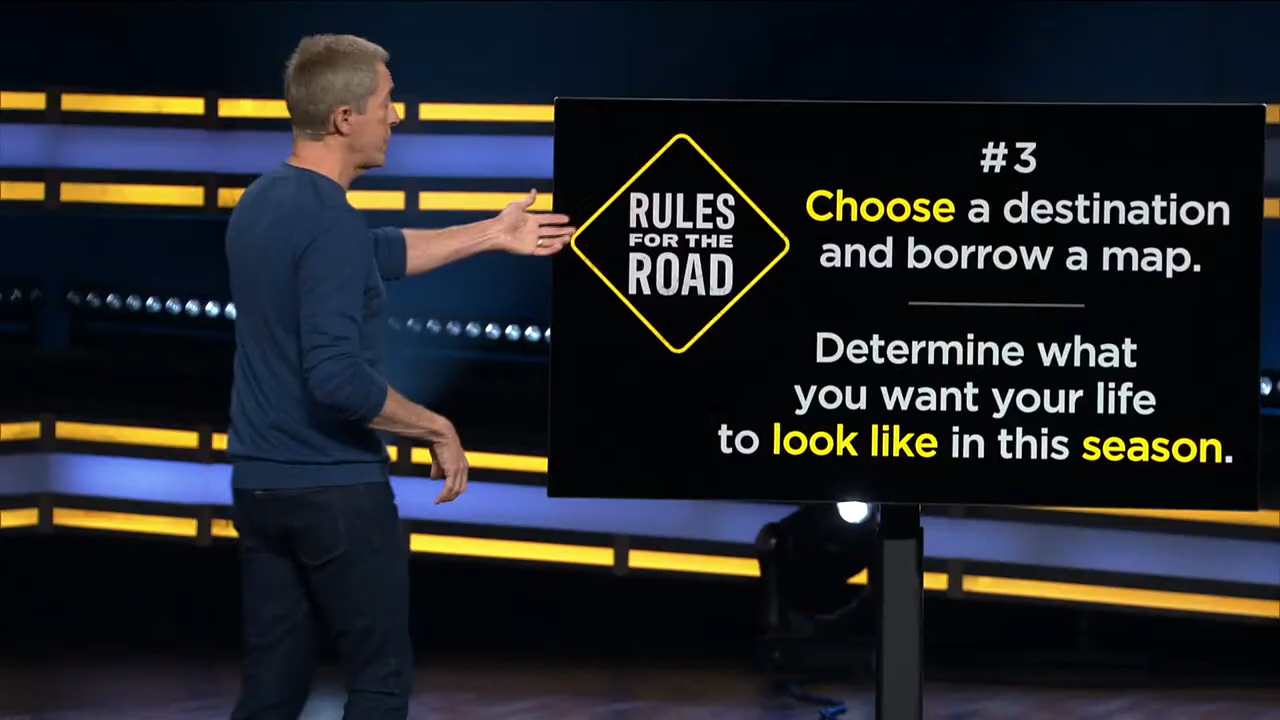 RULES
FOR THE
ROAD
#3
Choose a destination
and borrow a map.
Determine what
you want your life
to look like in this season.